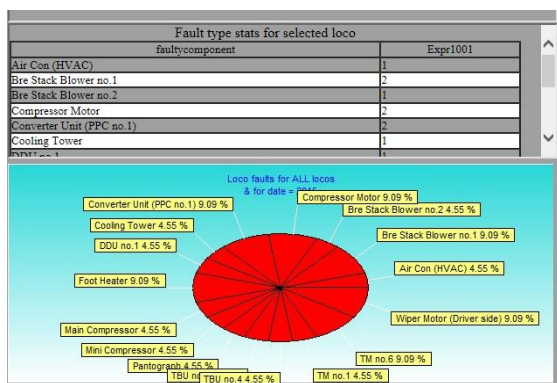 Fault type stats for selected loco
faultycomponent Expr1001
Air Con (HVAC) 1
Bre Stack Blower no.1 2
Bre Stack Blower no.2 1
Compressor Motor 2
Converter Unit (PPC no.1) 2
Cooling Tower 1
DDU no.1 1
Loco faults for ALL locos
& for date =
Compressor Motor 9.09 %
Converter Unit (PPC no.1) 9.09 %
Bre Stack Blower no.2 4.55 %
Cooling Tower 4.55 %
Bre Stack Blower no.1 9.09 %
DDU no.1 4.55 %
Air Con (HVAC) 4.55 %
Foot Heater 9.09 %
Wiper Motor (Driver side) 9.09 %
Main Compressor 4.55 %
Mini Compressor 4.55 %
TM no.6 9.09 %
Pantograph 4.55 %
TBU no
TBU no.4 4.55 %
TM no.1 4.55 %